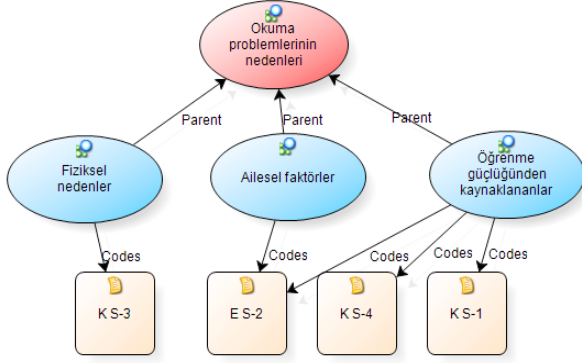 Okuma
problemlerinin
nedenleri
Parent
Parent
Parent
Fiziksel
nedenler
Ailesel faktörler
Öğrenme
güçlüğünden
kaynaklananlar
Codes
Codes
Codes
Codes
Codes
K S-3
E S-2
K S-4
K S-1